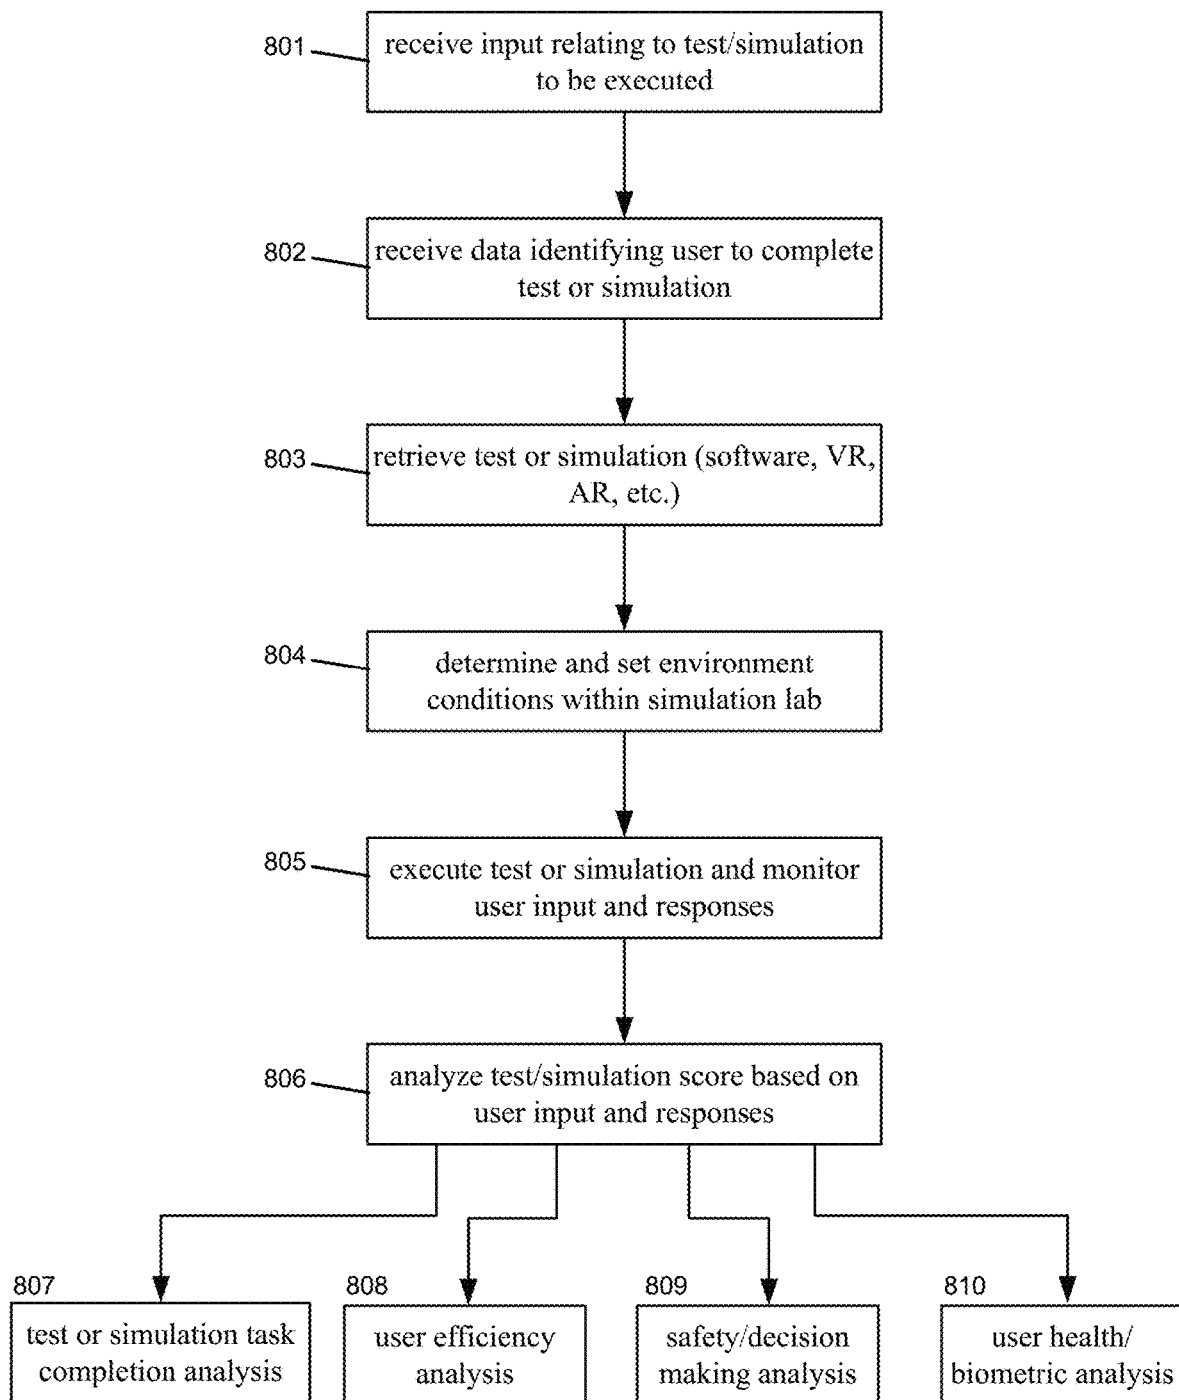 801
receive input relating to test/simulation
to be executed
802
receive data identifying user to complete
test or simulation
803
retrieve test or simulation (software, VR,
AR, etc.)
804
determine and set environment
conditions within simulation lab
805
execute test or simulation and monitor
user input and responses
806
analyze test/simulation score based on
user input and responses
807
test or simulation task
completion analysis
808
user efficiency
analysis
809
safety/decision
making analysis
810
user health/
biometric analysis